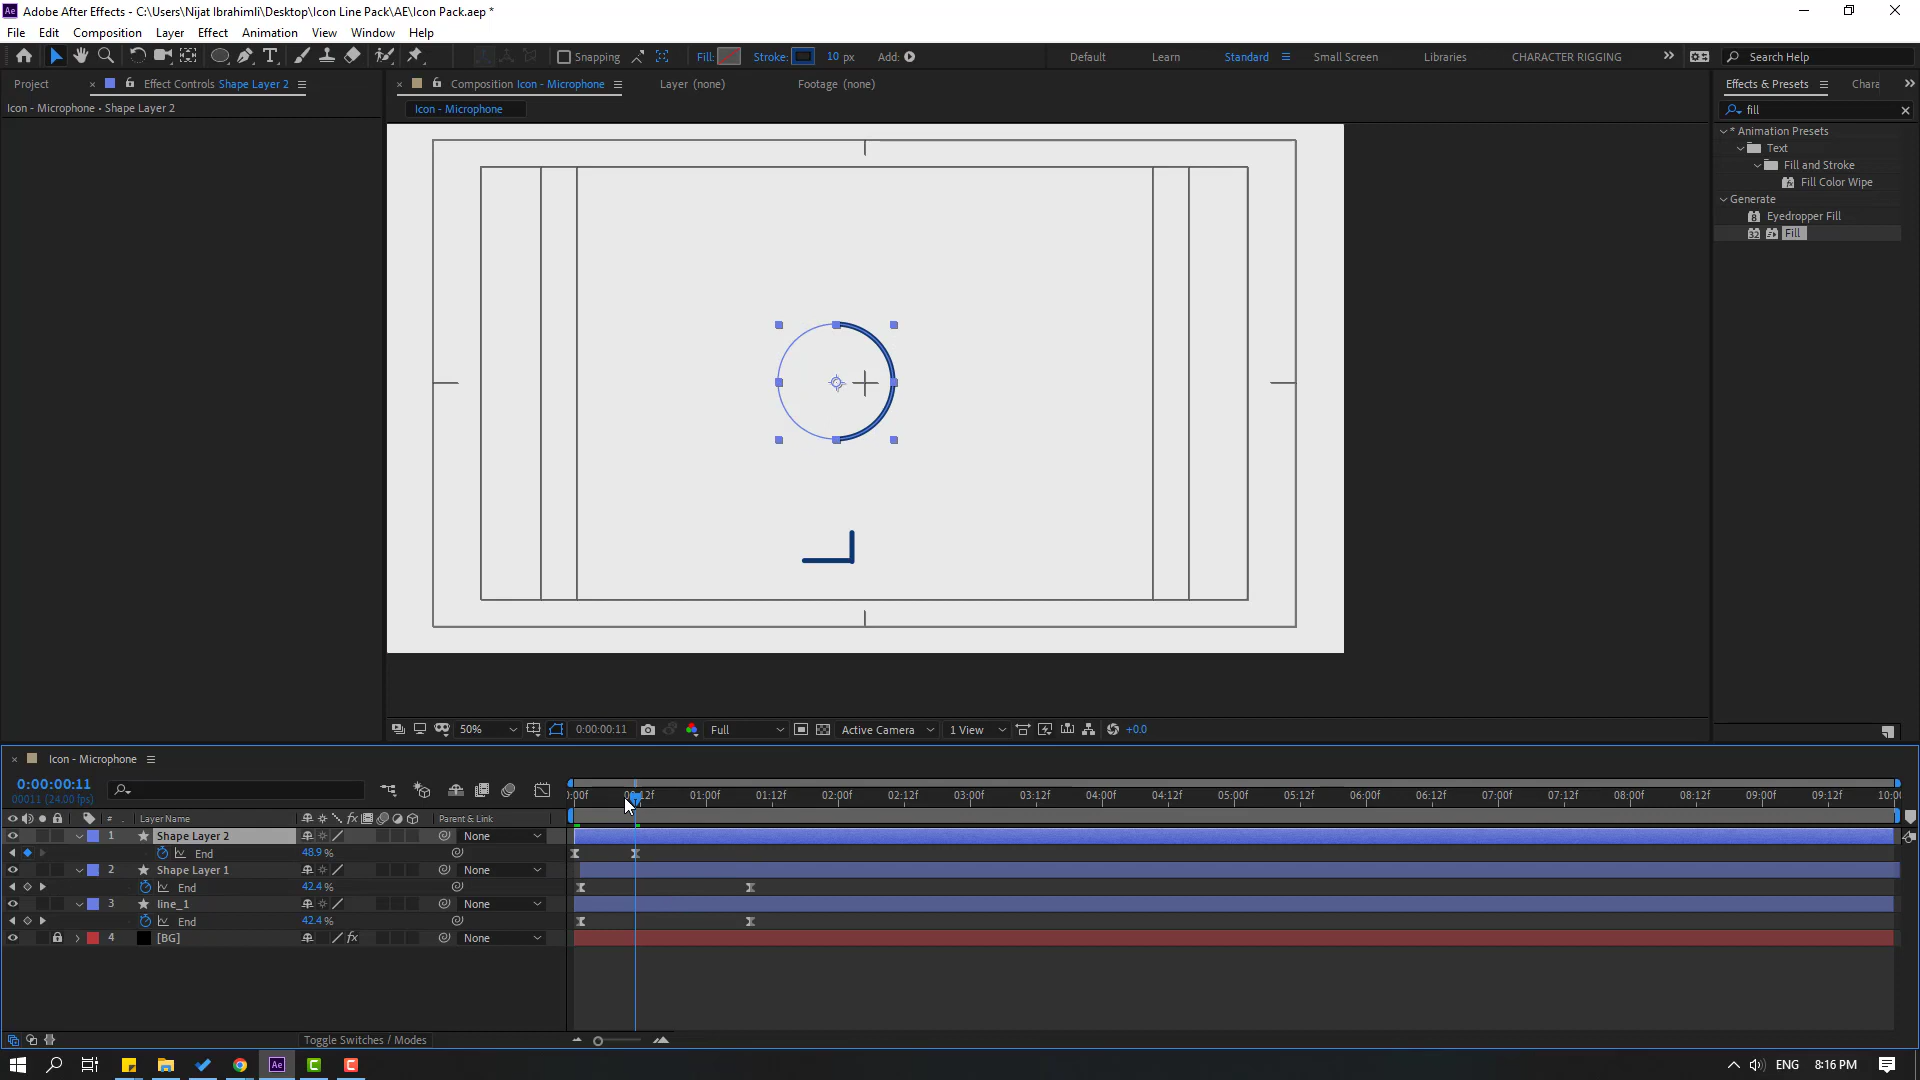 Adobe After Effects - C:\Users\Nijat Ibrahimli\Desktop\Icon Line Pack\AE\Icon Pack.aep *
File Edit Composition Layer Effect Animation View Window Help
Snapping Fill: Stroke: 10 px Add: Default Learn Standard Small Screen Libraries CHARACTER RIGGING Search Help
Project Effect Controls Shape Layer 2 Composition Icon - Microphone Layer (none) Footage (none) Effects & Presets Chara
Icon - Microphone • Shape Layer 2
Icon - Microphone
fill
* Animation Presets
Text
Fill and Stroke
Fill Color Wipe
Generate
Eyedropper Fill
Fill
50% 0:00:00:11 Full Active Camera 1 View +0.0
Icon - Microphone
0:00:00:11
00011 (24.00 fps)
:00f 00:12f 01:00f 01:12f 02:00f 02:12f 03:00f 03:12f 04:00f 04:12f 05:00f 05:12f 06:00f 06:12f 07:00f 07:12f 08:00f 08:12f 09:00f 09:12f 10:00
# Layer Name Parent & Link
1 Shape Layer 2 None
End 48.9 %
2 Shape Layer 1 None
End 42.4 %
3 line_1 None
End 42.4 %
4 [BG] fx None
Toggle Switches / Modes
ENG 8:16 PM